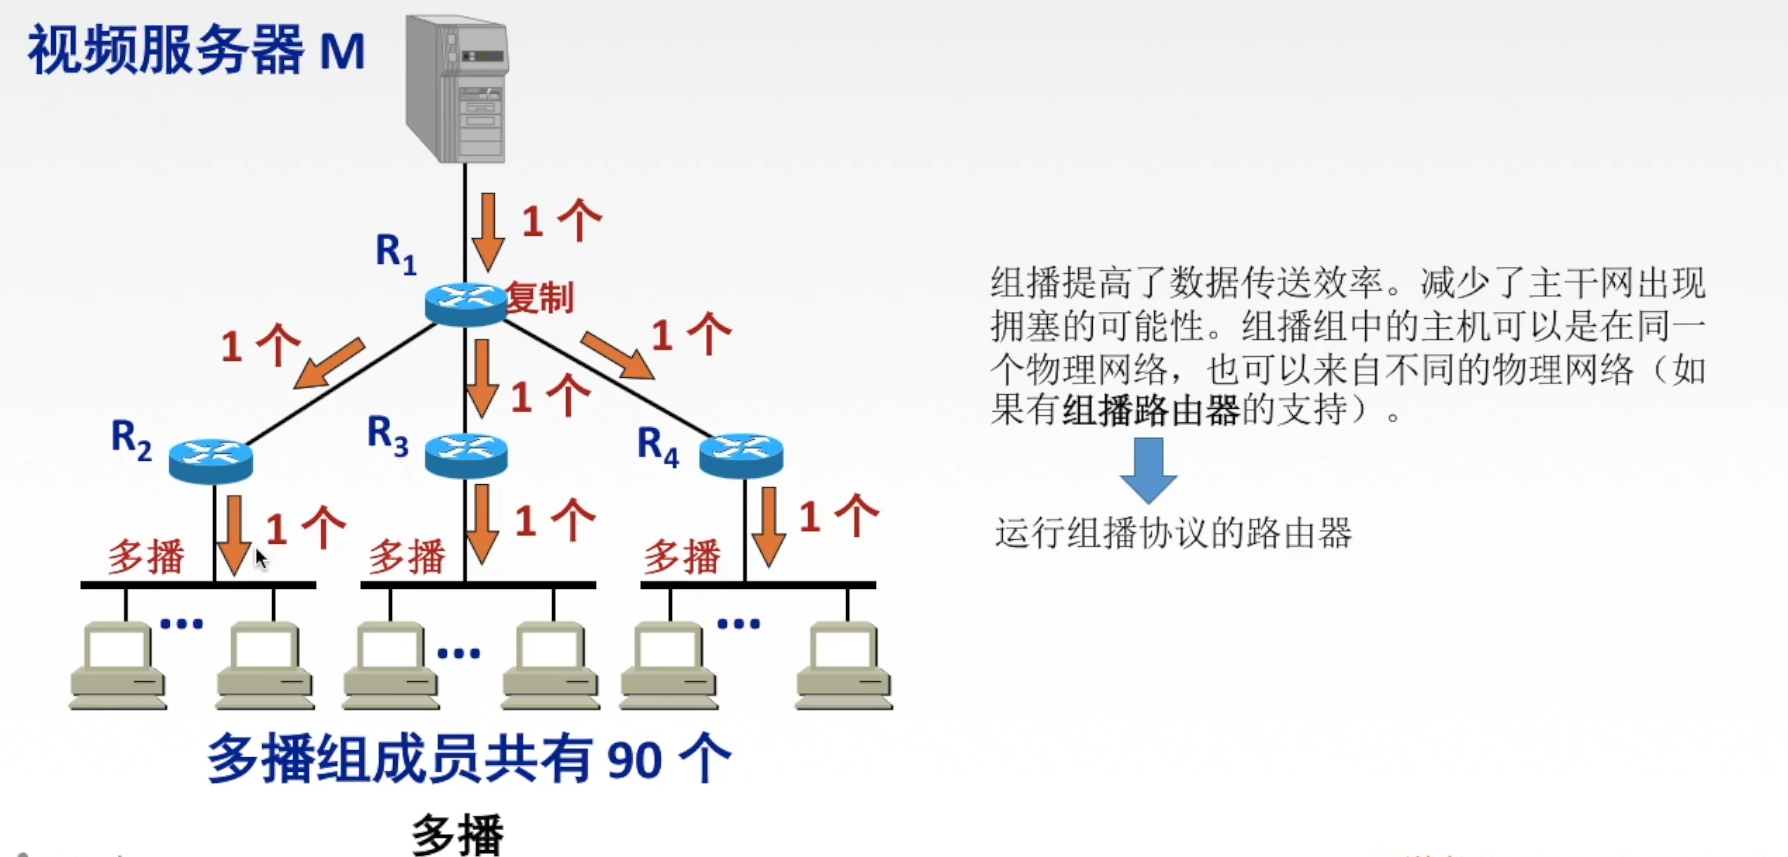 视频服务器 M
1 个
R1
复制
1 个
1 个
1 个
R2
R3
R4
1 个
1 个
1 个
多播
多播
多播
...
...
...
多播组成员共有 90 个
多播
组播提高了数据传送效率。减少了主干网出现
拥塞的可能性。组播组中的主机可以是在同一
个物理网络，也可以来自不同的物理网络（如
果有组播路由器的支持）。
运行组播协议的路由器